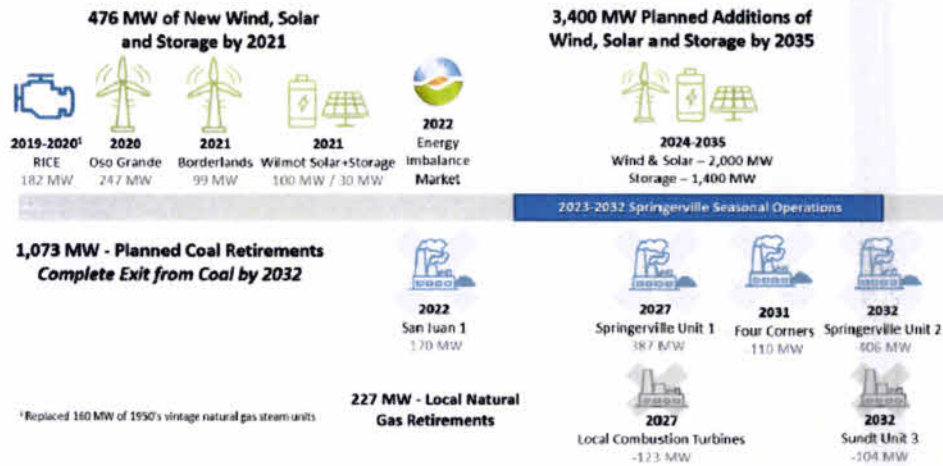 476 MW of New Wind, Solar
and Storage by 2021
3,400 MW Planned Additions of
Wind, Solar and Storage by 2035
2019-2020¹
RICE
182 MW
2020
Oso Grande
247 MW
2021
Borderlands
99 MW
2021
Wilmot Solar+Storage
100 MW / 30 MW
2022
Energy
Imbalance
Market
2024-2035
Wind & Solar – 2,000 MW
Storage – 1,400 MW
2023-2032 Springerville Seasonal Operations
1,073 MW - Planned Coal Retirements
Complete Exit from Coal by 2032
2022
San Juan 1
170 MW
2027
Springerville Unit 1
387 MW
2031
Four Corners
-110 MW
2032
Springerville Unit 2
406 MW
227 MW - Local Natural
Gas Retirements
¹Replaced 160 MW of 1950's vintage natural gas steam units
2027
Local Combustion Turbines
-123 MW
2032
Sundt Unit 3
-104 MW